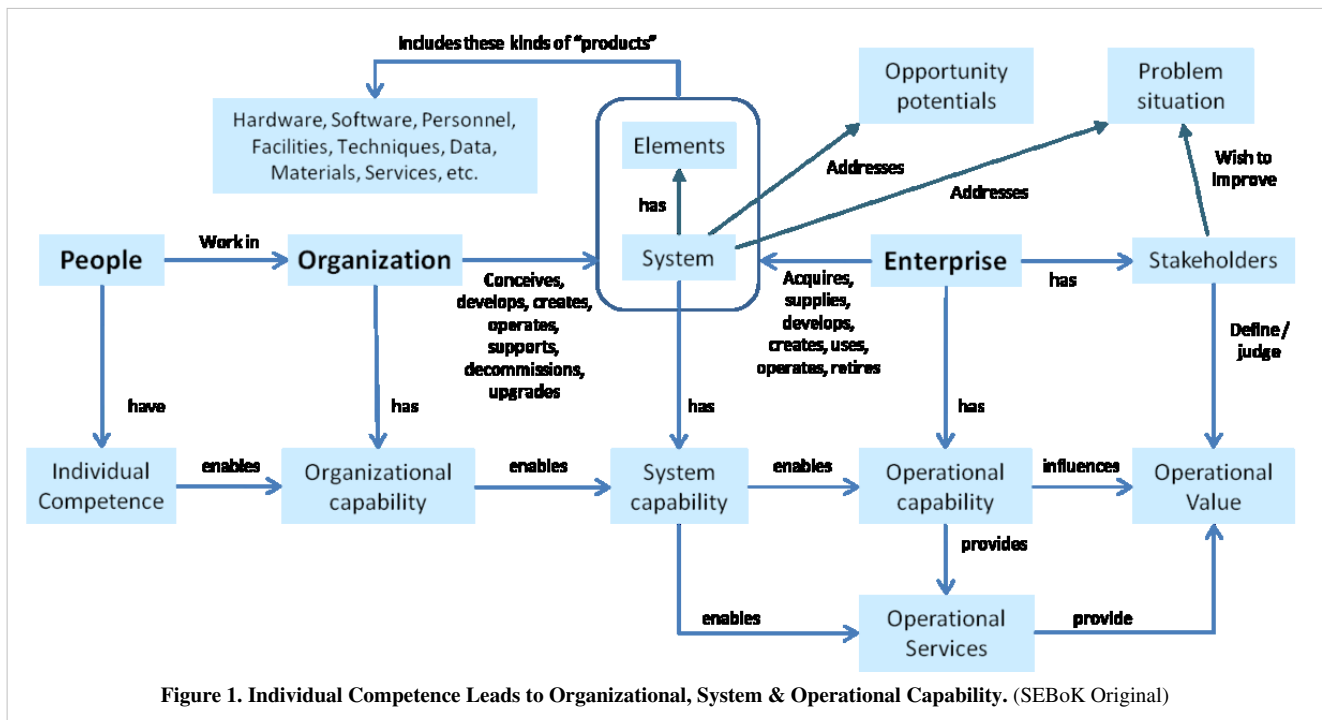 Includes these kinds of “products”
Opportunity
potentials
Problem
situation
Hardware, Software, Personnel,
Facilities, Techniques, Data,
Materials, Services, etc.
Elements
Addresses
Wish to
Improve
has
Addresses
People
Work in
Organization
System
Enterprise
has
Stakeholders
Conceives,
develops, creates,
operates,
supports,
decommissions,
upgrades
Acquires,
supplies,
develops,
creates, uses,
operates, retires
Define /
judge
have
has
has
has
Individual
Competence
enables
Organizational
capability
enables
System
capability
enables
Operational
capability
influences
Operational
Value
provides
enables
Operational
Services
provide
Figure 1. Individual Competence Leads to Organizational, System & Operational Capability. (SEBoK Original)